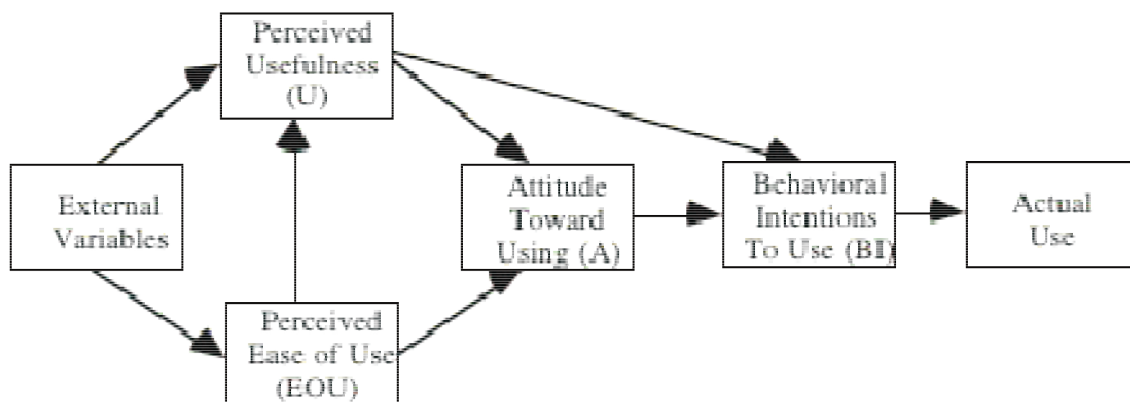 Perceived
Usefulness
(U)
External
Variables
Perceived
Ease of Use
(EOU)
Attitude
Toward
Using (A)
Behavioral
Intentions
To Use (BI)
Actual
Use